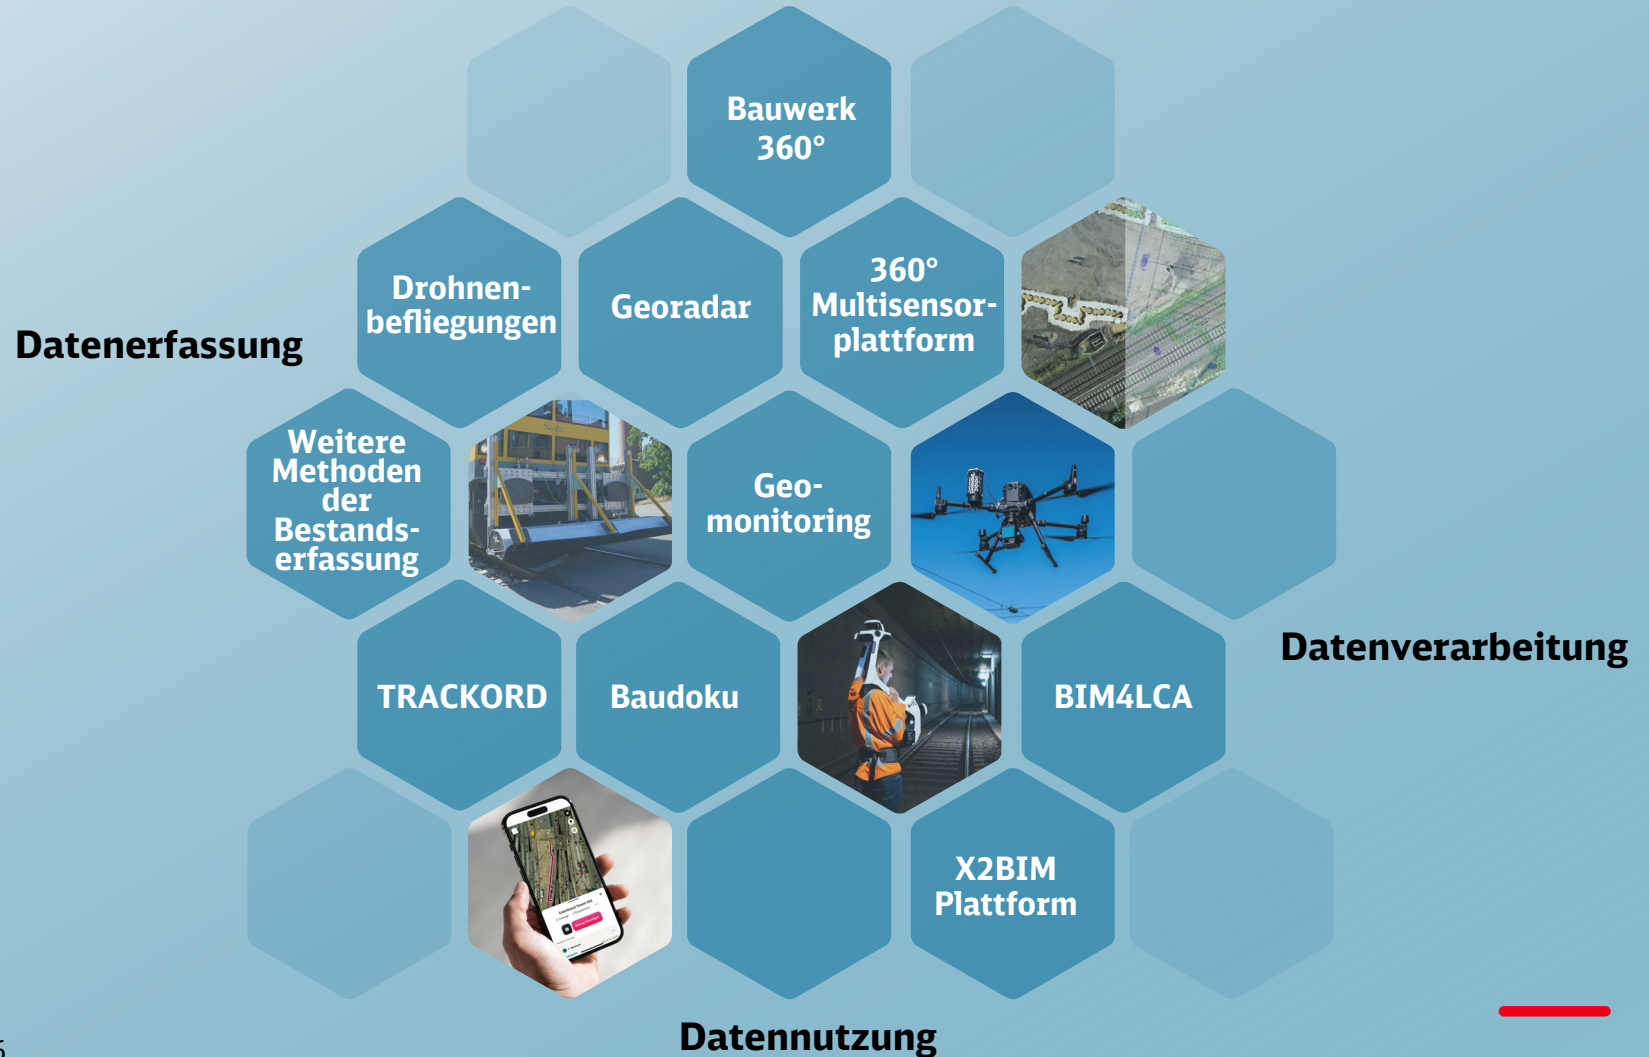 Bauwerk
360°
Drohnen-
befliegungen
Georadar
360°
Multisensor-
plattform
Datenerfassung
Weitere
Methoden
der
Bestands-
erfassung
Geo-
monitoring
Datenverarbeitung
TRACKORD
Baudoku
BIM4LCA
X2BIM
Plattform
Datennutzung